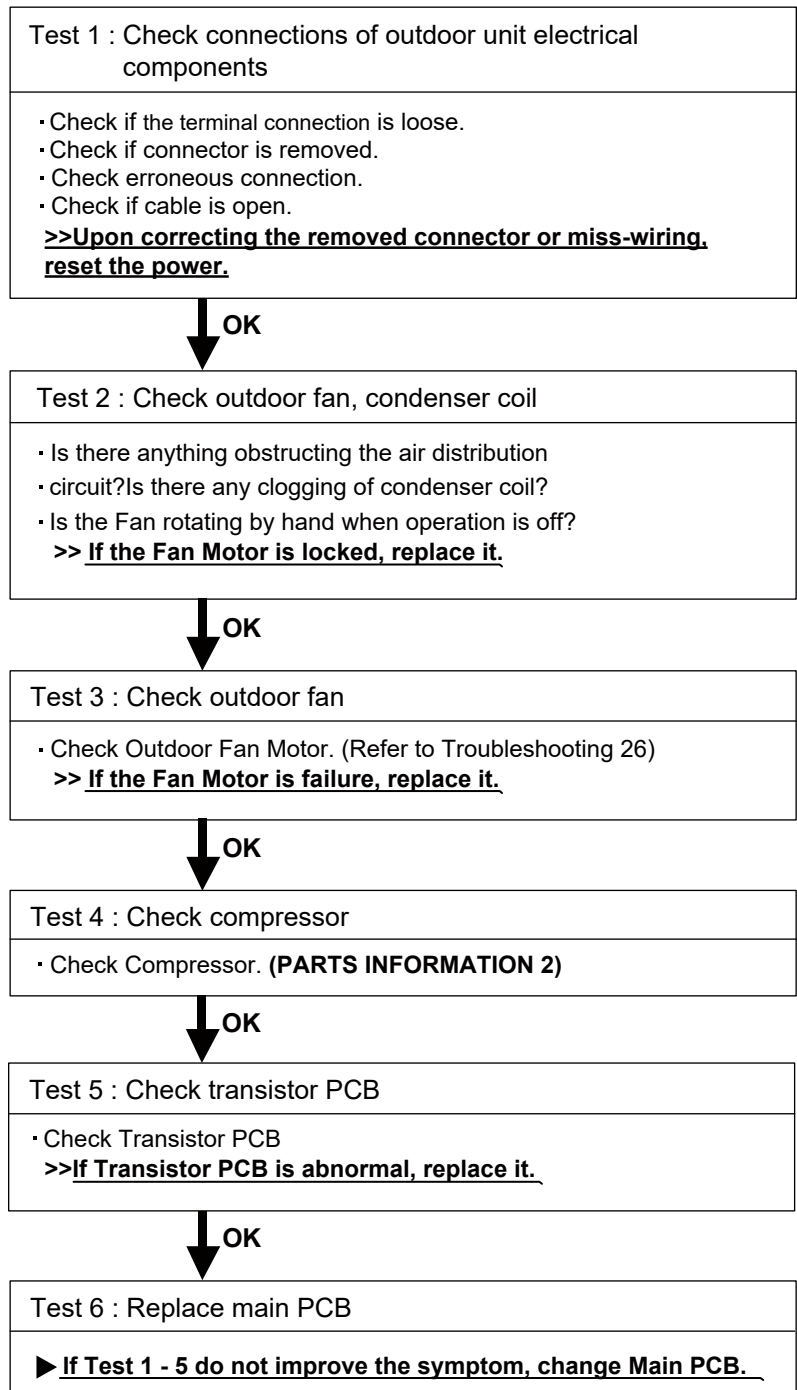 Test 1 : Check connections of outdoor unit electrical
components
· Check if the terminal connection is loose.
· Check if connector is removed.
· Check erroneous connection.
· Check if cable is open.
>>Upon correcting the removed connector or miss-wiring,
reset the power.
OK
Test 2 : Check outdoor fan, condenser coil
· Is there anything obstructing the air distribution
· circuit?Is there any clogging of condenser coil?
· Is the Fan rotating by hand when operation is off?
>> If the Fan Motor is locked, replace it.
OK
Test 3 : Check outdoor fan
· Check Outdoor Fan Motor. (Refer to Troubleshooting 26)
>> If the Fan Motor is failure, replace it.
OK
Test 4 : Check compressor
· Check Compressor. (PARTS INFORMATION 2)
OK
Test 5 : Check transistor PCB
· Check Transistor PCB
>>If Transistor PCB is abnormal, replace it.
OK
Test 6 : Replace main PCB
▶ If Test 1 - 5 do not improve the symptom, change Main PCB.